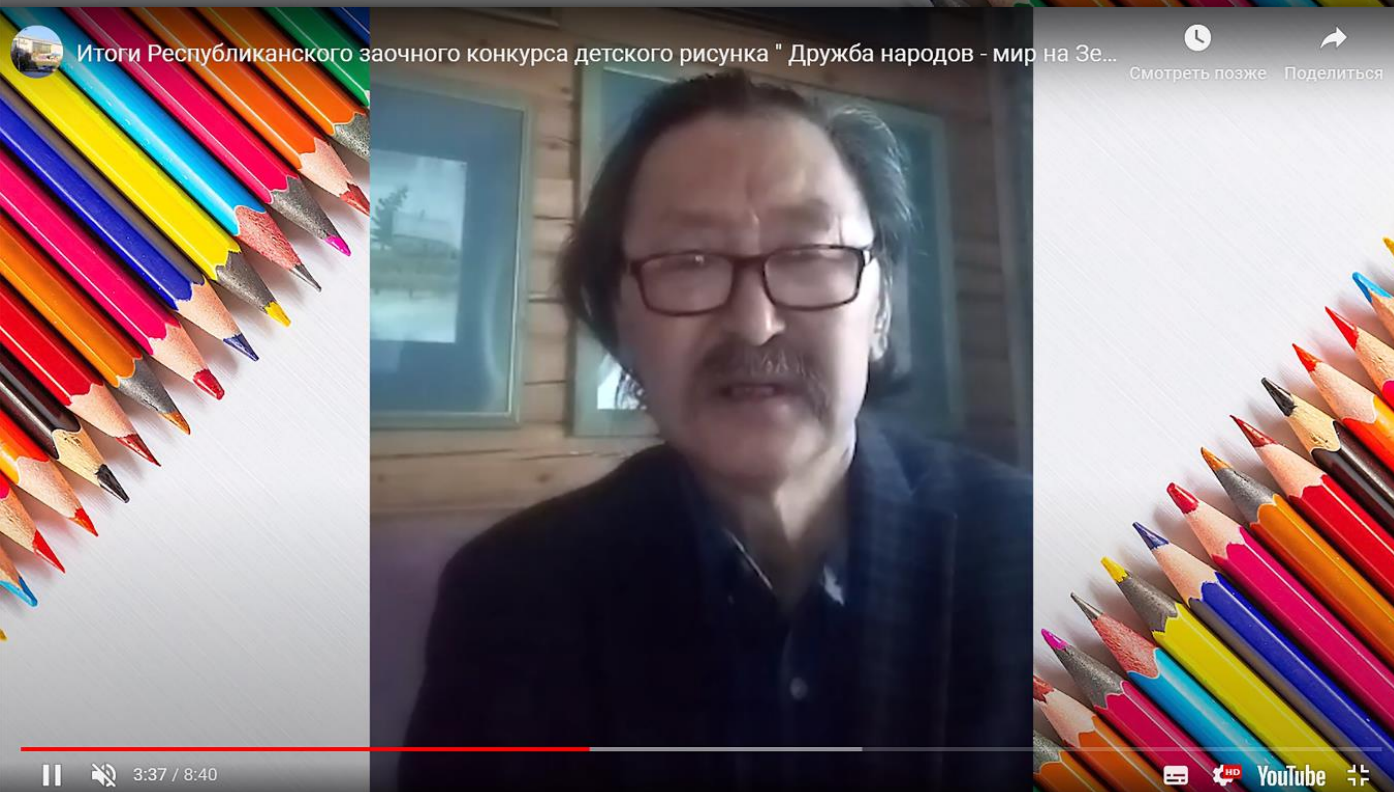 Итоги Республиканского заочного конкурса детского рисунка " Дружба народов - мир на Зе...
Смотреть позже
Поделиться
3:37 / 8:40
HD
YouTube